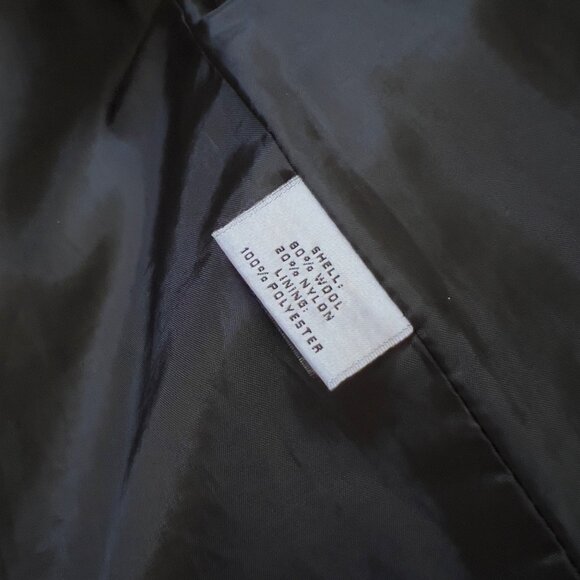 SHELL:
80% WOOL
20% NYLON
LINING:
100% POLYESTER